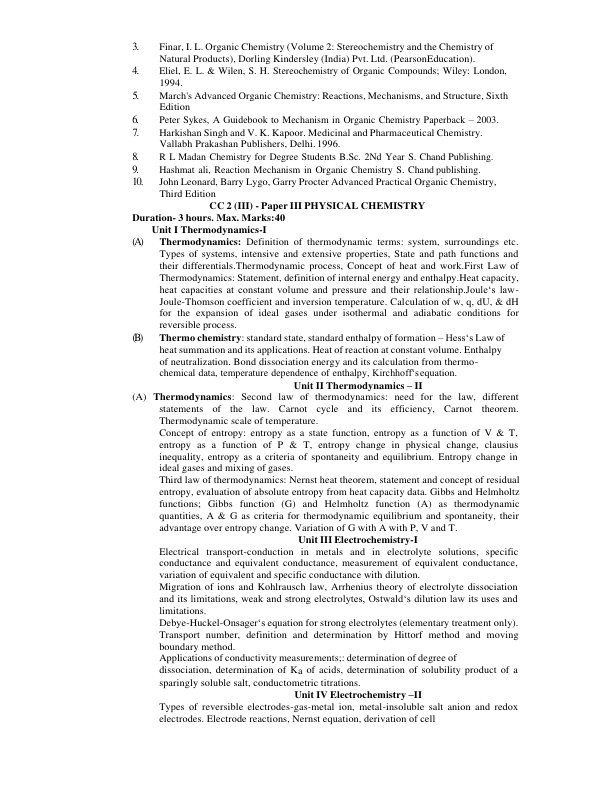 3. Finar, I. L. Organic Chemistry (Volume 2: Stereochemistry and the Chemistry of
Natural Products), Dorling Kindersley (India) Pvt. Ltd. (PearsonEducation).
4. Eliel, E. L. & Wilen, S. H. Stereochemistry of Organic Compounds; Wiley: London,
1994.
5. March's Advanced Organic Chemistry: Reactions, Mechanisms, and Structure, Sixth
Edition
6. Peter Sykes, A Guidebook to Mechanism in Organic Chemistry Paperback – 2003.
7. Harkishan Singh and V. K. Kapoor. Medicinal and Pharmaceutical Chemistry.
Vallabh Prakashan Publishers, Delhi. 1996.
8. R L Madan Chemistry for Degree Students B.Sc. 2Nd Year S. Chand Publishing.
9. Hashmat ali, Reaction Mechanism in Organic Chemistry S. Chand publishing.
10. John Leonard, Barry Lygo, Garry Procter Advanced Practical Organic Chemistry,
Third Edition
CC 2 (III) - Paper III PHYSICAL CHEMISTRY
Duration- 3 hours. Max. Marks:40
Unit I Thermodynamics-I
(A) Thermodynamics: Definition of thermodynamic terms: system, surroundings etc.
Types of systems, intensive and extensive properties, State and path functions and
their differentials.Thermodynamic process, Concept of heat and work.First Law of
Thermodynamics: Statement, definition of internal energy and enthalpy.Heat capacity,
heat capacities at constant volume and pressure and their relationship.Joule‘s law-
Joule-Thomson coefficient and inversion temperature. Calculation of w, q, dU, & dH
for the expansion of ideal gases under isothermal and adiabatic conditions for
reversible process.
(B) Thermo chemistry: standard state, standard enthalpy of formation – Hess‘s Law of
heat summation and its applications. Heat of reaction at constant volume. Enthalpy
of neutralization. Bond dissociation energy and its calculation from thermo-
chemical data, temperature dependence of enthalpy, Kirchhoff's equation.
Unit II Thermodynamics – II
(A) Thermodynamics: Second law of thermodynamics: need for the law, different
statements of the law. Carnot cycle and its efficiency, Carnot theorem.
Thermodynamic scale of temperature.
Concept of entropy: entropy as a state function, entropy as a function of V & T,
entropy as a function of P & T, entropy change in physical change, clausius
inequality, entropy as a criteria of spontaneity and equilibrium. Entropy change in
ideal gases and mixing of gases.
Third law of thermodynamics: Nernst heat theorem, statement and concept of residual
entropy, evaluation of absolute entropy from heat capacity data. Gibbs and Helmholtz
functions; Gibbs function (G) and Helmholtz function (A) as thermodynamic
quantities, A & G as criteria for thermodynamic equilibrium and spontaneity, their
advantage over entropy change. Variation of G with A with P, V and T.
Unit III Electrochemistry-I
Electrical transport-conduction in metals and in electrolyte solutions, specific
conductance and equivalent conductance, measurement of equivalent conductance,
variation of equivalent and specific conductance with dilution.
Migration of ions and Kohlrausch law, Arrhenius theory of electrolyte dissociation
and its limitations, weak and strong electrolytes, Ostwald‘s dilution law its uses and
limitations.
Debye-Huckel-Onsager‘s equation for strong electrolytes (elementary treatment only).
Transport number, definition and determination by Hittorf method and moving
boundary method.
Applications of conductivity measurements;: determination of degree of
dissociation, determination of Ka of acids, determination of solubility product of a
sparingly soluble salt, conductometric titrations.
Unit IV Electrochemistry –II
Types of reversible electrodes-gas-metal ion, metal-insoluble salt anion and redox
electrodes. Electrode reactions, Nernst equation, derivation of cell